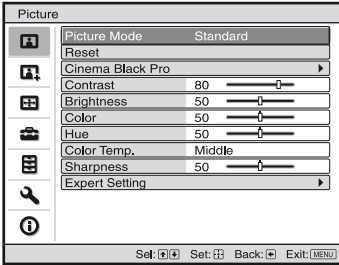 Picture
Picture Mode Standard
Reset
Cinema Black Pro
Contrast 80
Brightness 50
Color 50
Hue 50
Color Temp. Middle
Sharpness 50
Expert Setting
Sel: Set: Back: Exit: MENU